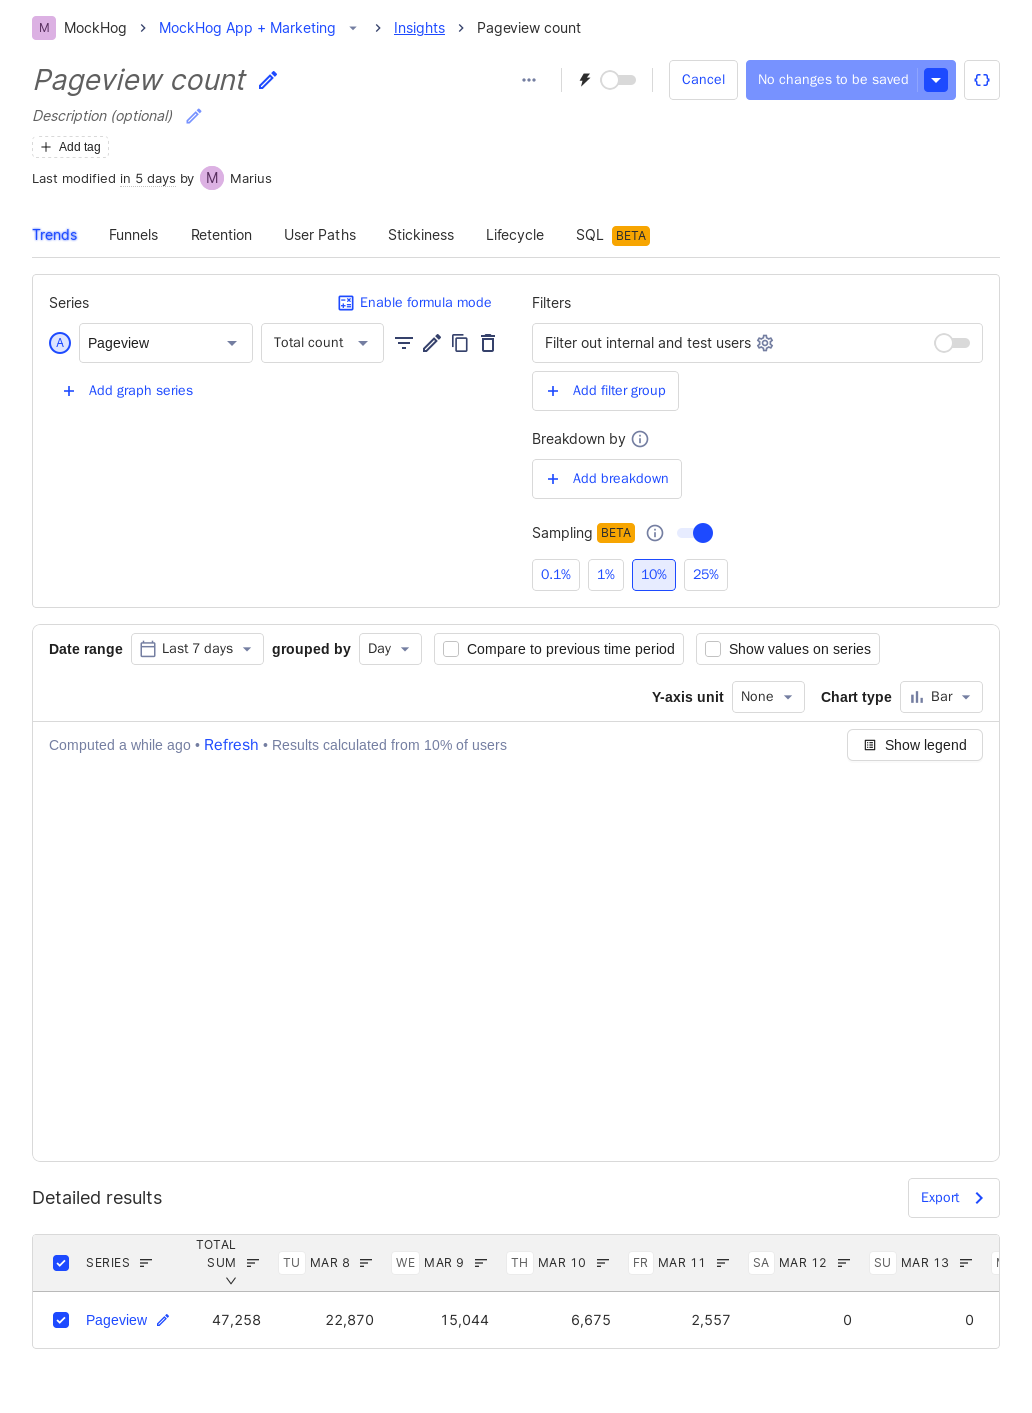 M MockHog MockHog App + Marketing Insights Pageview count
Pageview count
Cancel No changes to be saved
Description (optional)
Add tag
Last modified in 5 days by M Marius
Trends Funnels Retention User Paths Stickiness Lifecycle SQL BETA
Series Enable formula mode
A Pageview Total count
Add graph series
Filters
Filter out internal and test users
Add filter group
Breakdown by
Add breakdown
Sampling BETA
0.1% 1% 10% 25%
Date range Last 7 days grouped by Day Compare to previous time period Show values on series
Y-axis unit None Chart type Bar
Computed a while ago • Refresh • Results calculated from 10% of users Show legend
Detailed results Export
SERIES TOTAL SUM TU MAR 8 WE MAR 9 TH MAR 10 FR MAR 11 SA MAR 12 SU MAR 13
Pageview 47,258 22,870 15,044 6,675 2,557 0 0